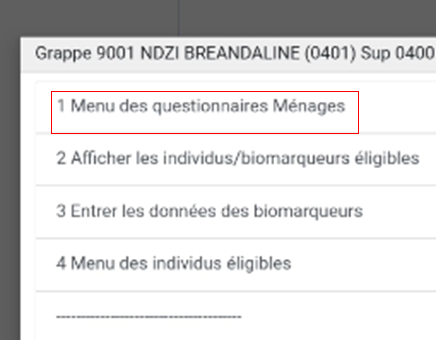 Grappe 9001 NDZI BREANDALINE (0401) Sup 0400
1 Menu des questionnaires Ménages
2 Afficher les individus/biomarqueurs éligibles
3 Entrer les données des biomarqueurs
4 Menu des individus éligibles
-------------------------------------